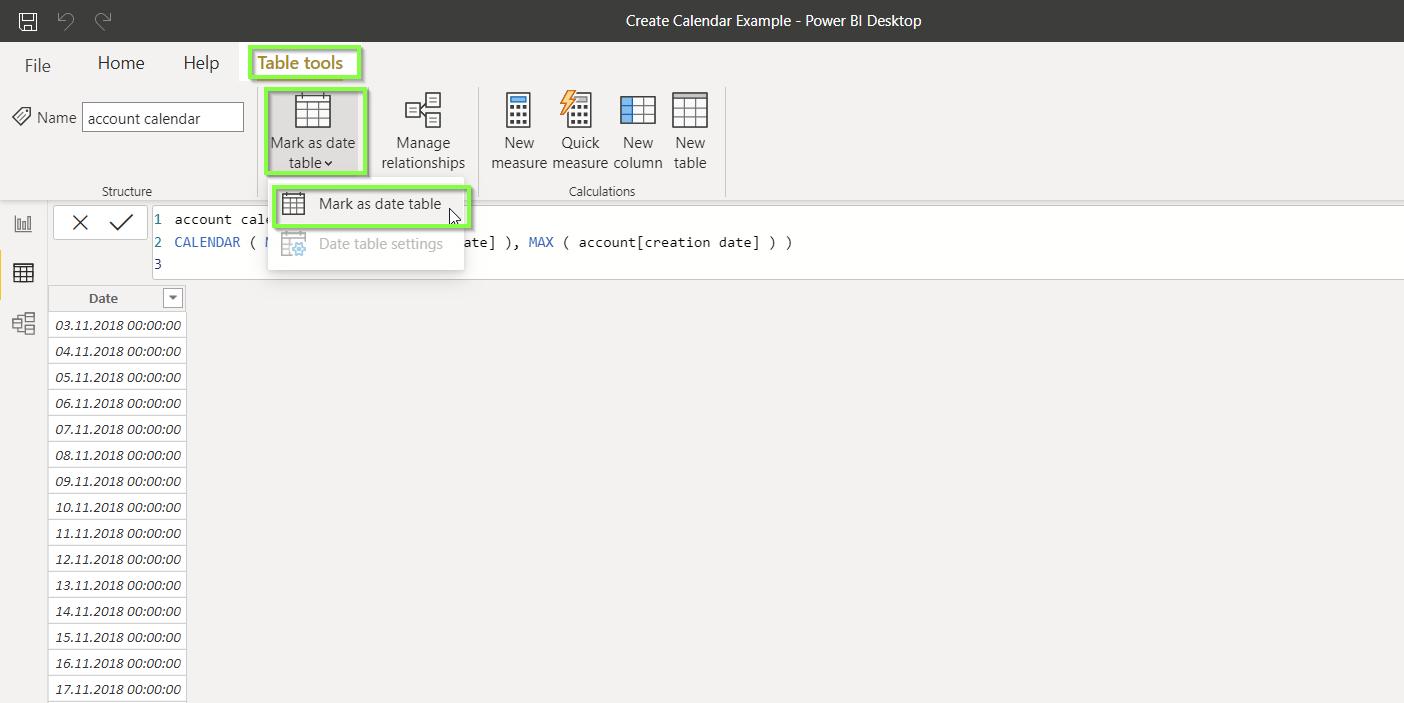 Create Calendar Example - Power BI Desktop
File Home Help Table tools
Name account calendar
Mark as date table
Manage relationships
New measure
Quick measure
New column
New table
Structure
Calculations
Mark as date table
Date table settings
1 account cale
2 CALENDAR ( ate] ), MAX ( account[creation date] ) )
3
Date
03.11.2018 00:00:00
04.11.2018 00:00:00
05.11.2018 00:00:00
06.11.2018 00:00:00
07.11.2018 00:00:00
08.11.2018 00:00:00
09.11.2018 00:00:00
10.11.2018 00:00:00
11.11.2018 00:00:00
12.11.2018 00:00:00
13.11.2018 00:00:00
14.11.2018 00:00:00
15.11.2018 00:00:00
16.11.2018 00:00:00
17.11.2018 00:00:00